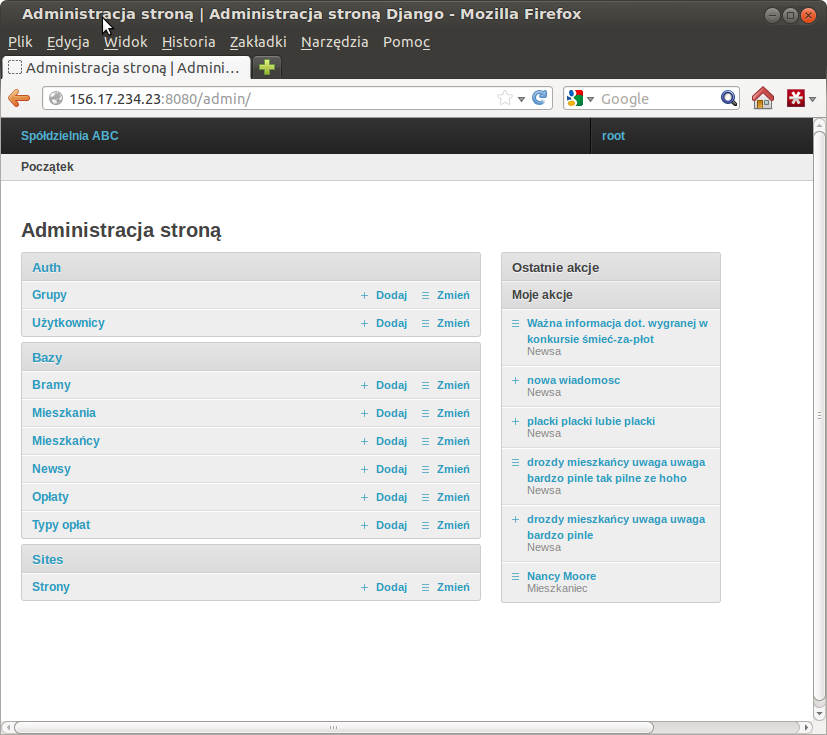 Administracja stroną | Administracja stroną Django - Mozilla Firefox
Plik Edycja Widok Historia Zakładki Narzędzia Pomoc
Administracja stroną | Admini...
156.17.234.23:8080/admin/ Google
Spółdzielnia ABC root
Początek
Administracja stroną
Auth
Grupy Dodaj Zmień
Użytkownicy Dodaj Zmień
Bazy
Bramy Dodaj Zmień
Mieszkania Dodaj Zmień
Mieszkańcy Dodaj Zmień
Newsy Dodaj Zmień
Opłaty Dodaj Zmień
Typy opłat Dodaj Zmień
Sites
Strony Dodaj Zmień
Ostatnie akcje
Moje akcje
Ważna informacja dot. wygranej w
konkursie śmieć-za-płot
Newsa
nowa wiadomosc
Newsa
placki placki lubie placki
Newsa
drozdy mieszkańcy uwaga uwaga
bardzo pinle tak pilne ze hoho
Newsa
drozdy mieszkańcy uwaga uwaga
bardzo pinle
Newsa
Nancy Moore
Mieszkaniec